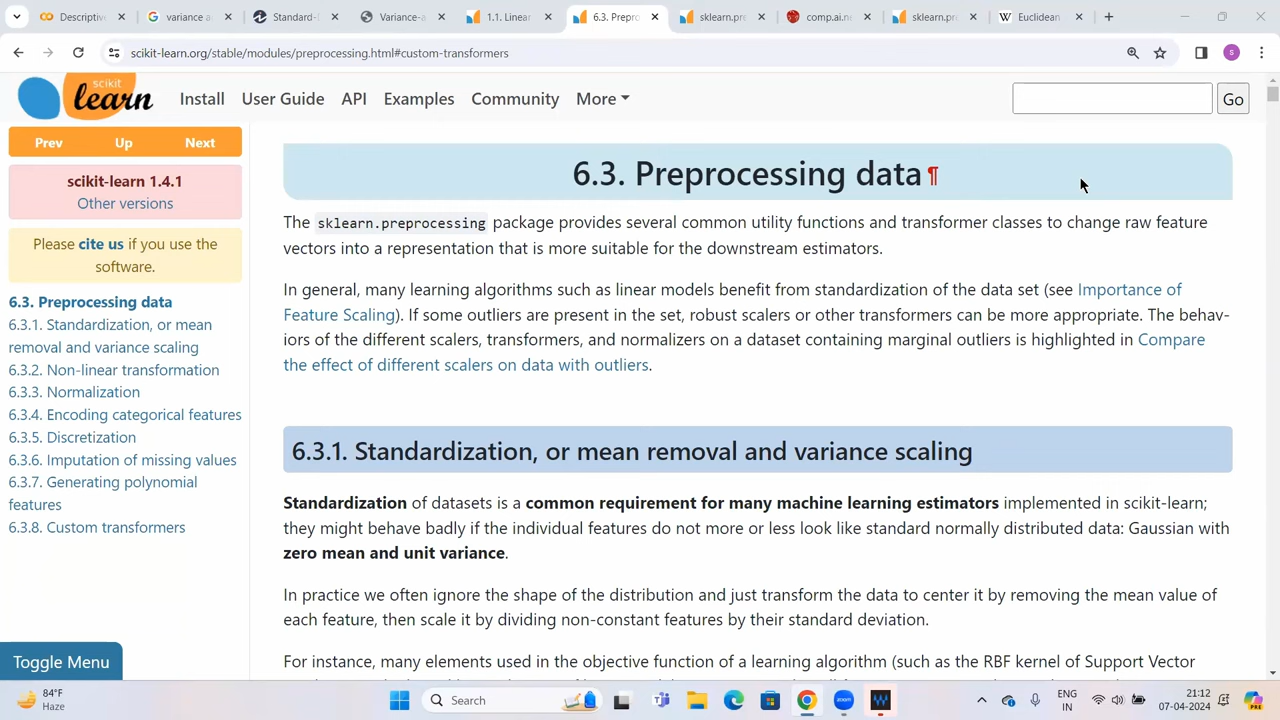 Descriptiv
variance a
Standard-
Variance-a
1.1. Linear
6.3. Prepro
sklearn.pre
comp.ai.ne
sklearn.pre
Euclidean
scikit-learn.org/stable/modules/preprocessing.html#custom-transformers
S
scikit
learn
Install
User Guide
API
Examples
Community
More
Go
Prev
Up
Next
scikit-learn 1.4.1
Other versions
Please cite us if you use the
software.
6.3. Preprocessing data
6.3.1. Standardization, or mean
removal and variance scaling
6.3.2. Non-linear transformation
6.3.3. Normalization
6.3.4. Encoding categorical features
6.3.5. Discretization
6.3.6. Imputation of missing values
6.3.7. Generating polynomial
features
6.3.8. Custom transformers
Toggle Menu
6.3. Preprocessing data¶
The sklearn.preprocessing package provides several common utility functions and transformer classes to change raw feature
vectors into a representation that is more suitable for the downstream estimators.
In general, many learning algorithms such as linear models benefit from standardization of the data set (see Importance of
Feature Scaling). If some outliers are present in the set, robust scalers or other transformers can be more appropriate. The behav-
iors of the different scalers, transformers, and normalizers on a dataset containing marginal outliers is highlighted in Compare
the effect of different scalers on data with outliers.
6.3.1. Standardization, or mean removal and variance scaling
Standardization of datasets is a common requirement for many machine learning estimators implemented in scikit-learn;
they might behave badly if the individual features do not more or less look like standard normally distributed data: Gaussian with
zero mean and unit variance.
In practice we often ignore the shape of the distribution and just transform the data to center it by removing the mean value of
each feature, then scale it by dividing non-constant features by their standard deviation.
For instance, many elements used in the objective function of a learning algorithm (such as the RBF kernel of Support Vector
84°F
Haze
Search
zoom
ENG
IN
21:12
07-04-2024
PRE